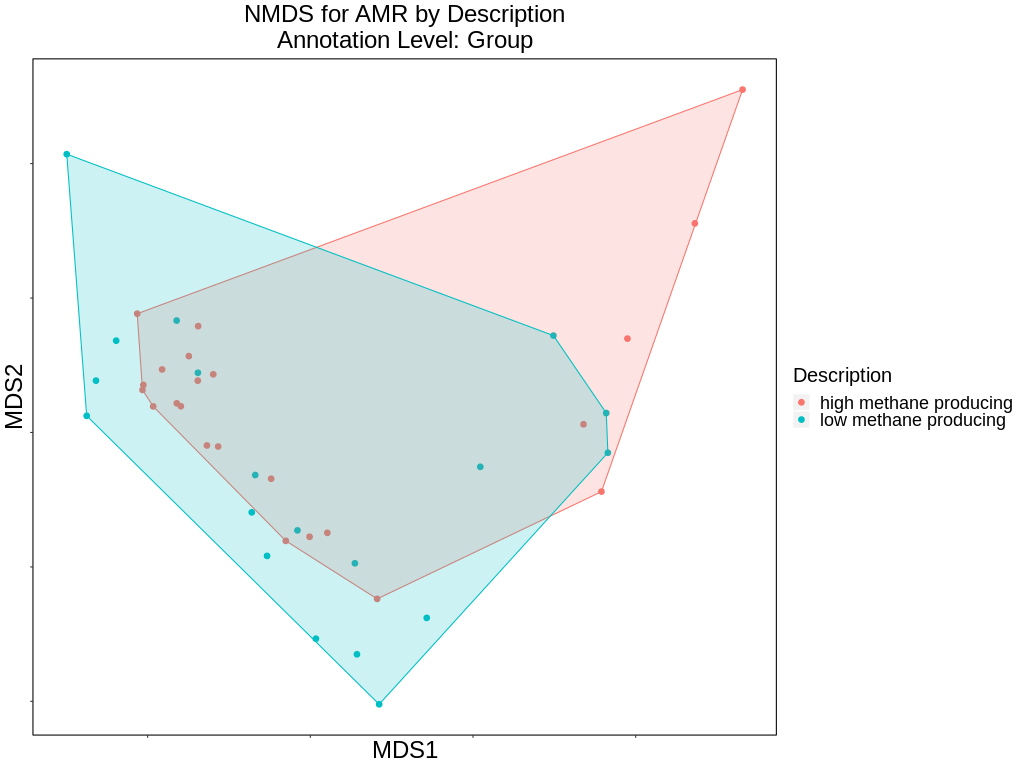 NMDS for AMR by Description
Annotation Level: Group
MDS2
MDS1
Description
high methane producing
low methane producing